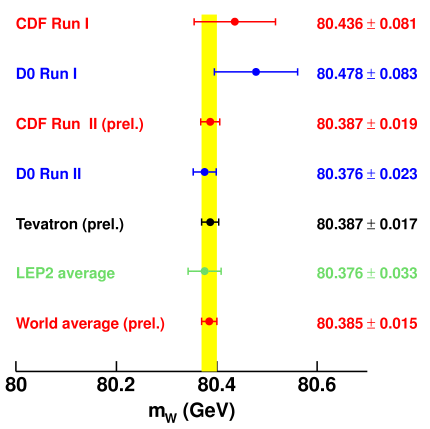 CDF Run I 80.436 ± 0.081
D0 Run I 80.478 ± 0.083
CDF Run II (prel.) 80.387 ± 0.019
D0 Run II 80.376 ± 0.023
Tevatron (prel.) 80.387 ± 0.017
LEP2 average 80.376 ± 0.033
World average (prel.) 80.385 ± 0.015
80 80.2 80.4 80.6
mW (GeV)